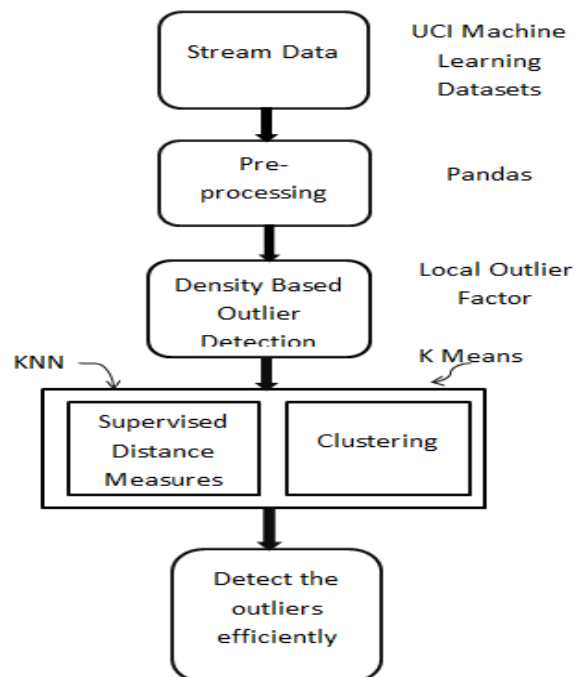 Stream Data
UCI Machine
Learning
Datasets
Pre-
processing
Pandas
Density Based
Outlier
Detection
Local Outlier
Factor
KNN
K Means
Supervised
Distance
Measures
Clustering
Detect the
outliers
efficiently